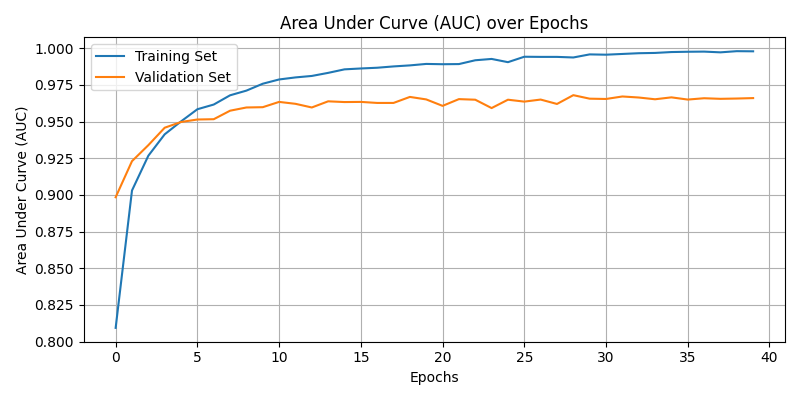 Area Under Curve (AUC) over Epochs
Training Set
Validation Set
Area Under Curve (AUC)
1.000
0.975
0.950
0.925
0.900
0.875
0.850
0.825
0.800
0 5 10 15 20 25 30 35 40
Epochs